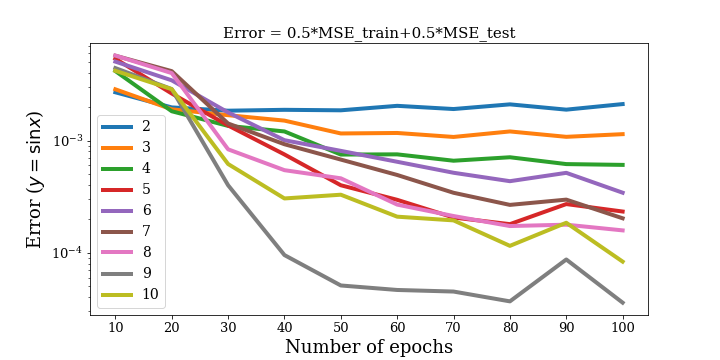 Error = 0.5*MSE_train+0.5*MSE_test
Error (y = sinx)
10⁻³
10⁻⁴
2
3
4
5
6
7
8
9
10
10 20 30 40 50 60 70 80 90 100
Number of epochs